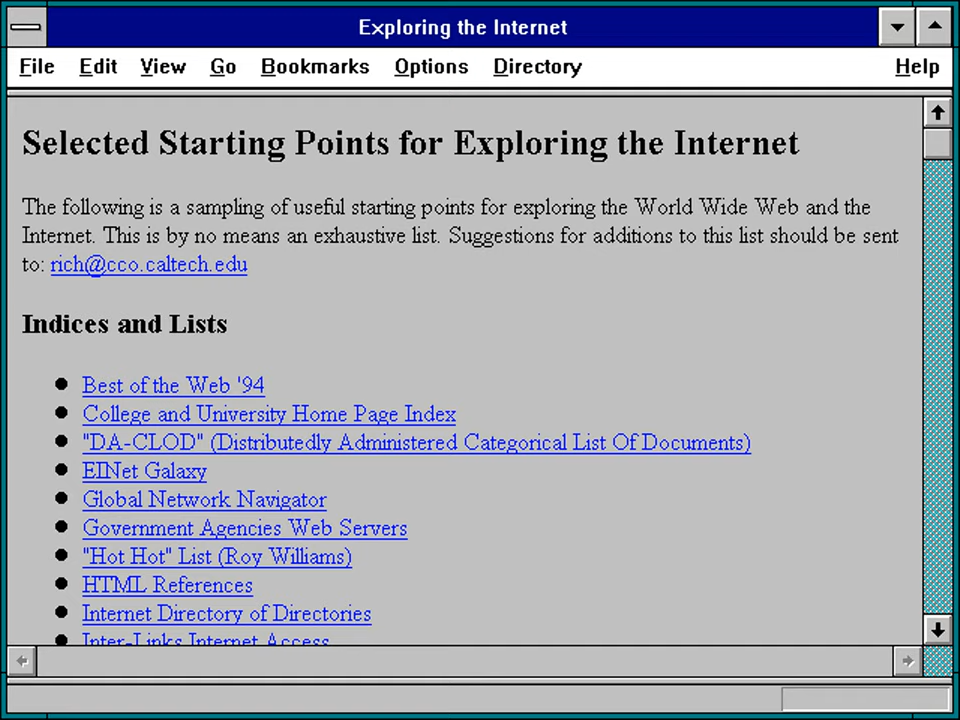 Exploring the Internet
File Edit View Go Bookmarks Options Directory Help
Selected Starting Points for Exploring the Internet
The following is a sampling of useful starting points for exploring the World Wide Web and the
Internet. This is by no means an exhaustive list. Suggestions for additions to this list should be sent
to: rich@cco.caltech.edu
Indices and Lists
Best of the Web '94
College and University Home Page Index
"DA-CLOD" (Distributedly Administered Categorical List Of Documents)
EINet Galaxy
Global Network Navigator
Government Agencies Web Servers
"Hot Hot" List (Roy Williams)
HTML References
Internet Directory of Directories
Inter-Links Internet Access